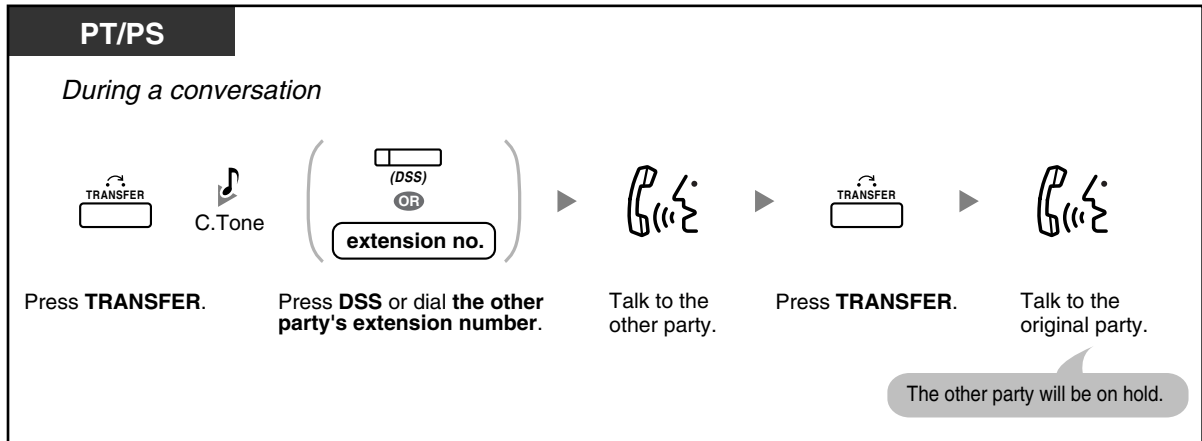 PT/PS
During a conversation
TRANSFER
C.Tone
(DSS)
OR
extension no.
TRANSFER
Press TRANSFER.
Press DSS or dial the other
party's extension number.
Talk to the
other party.
Press TRANSFER.
Talk to the
original party.
The other party will be on hold.